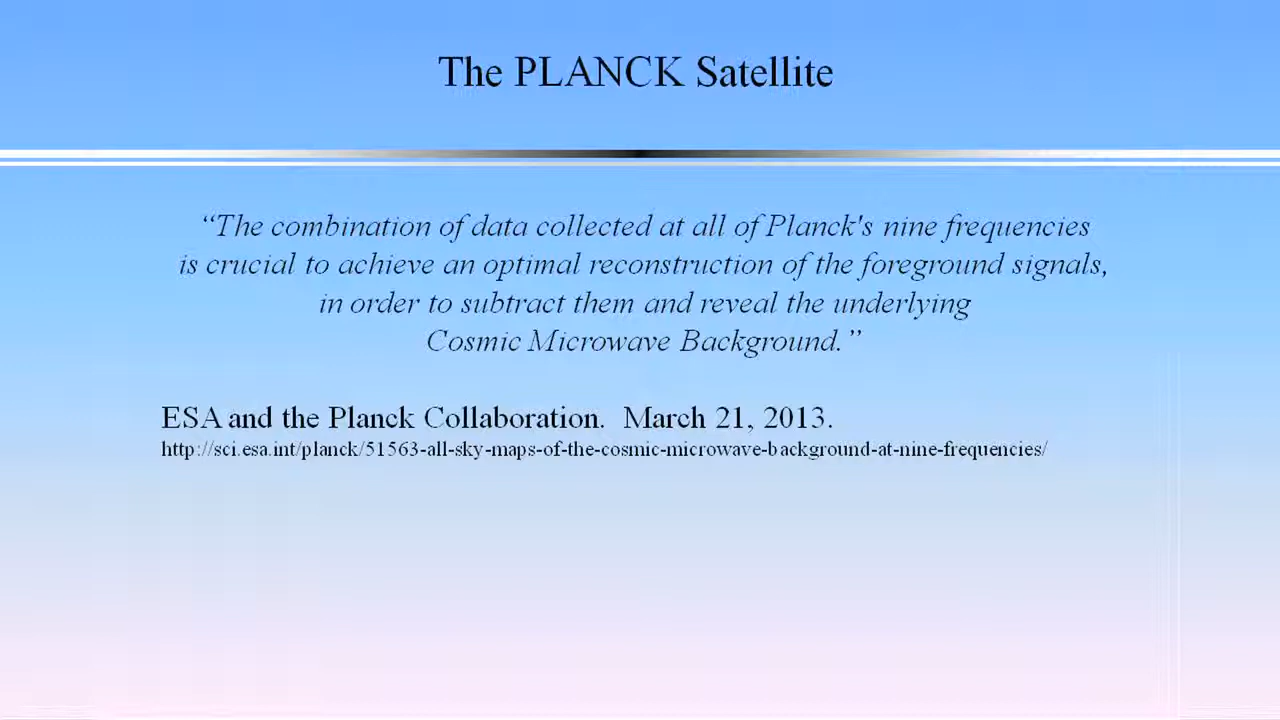 The PLANCK Satellite
“The combination of data collected at all of Planck's nine frequencies
is crucial to achieve an optimal reconstruction of the foreground signals,
in order to subtract them and reveal the underlying
Cosmic Microwave Background.”
ESA and the Planck Collaboration.  March 21, 2013.
http://sci.esa.int/planck/51563-all-sky-maps-of-the-cosmic-microwave-background-at-nine-frequencies/